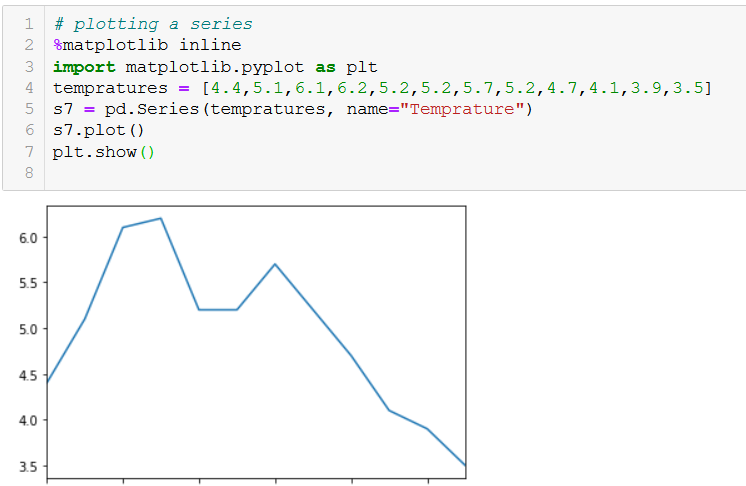 1 # plotting a series
2 %matplotlib inline
3 import matplotlib.pyplot as plt
4 tempratures = [4.4,5.1,6.1,6.2,5.2,5.2,5.7,5.2,4.7,4.1,3.9,3.5]
5 s7 = pd.Series(tempratures, name="Temprature")
6 s7.plot()
7 plt.show()
8
6.0
5.5
5.0
4.5
4.0
3.5